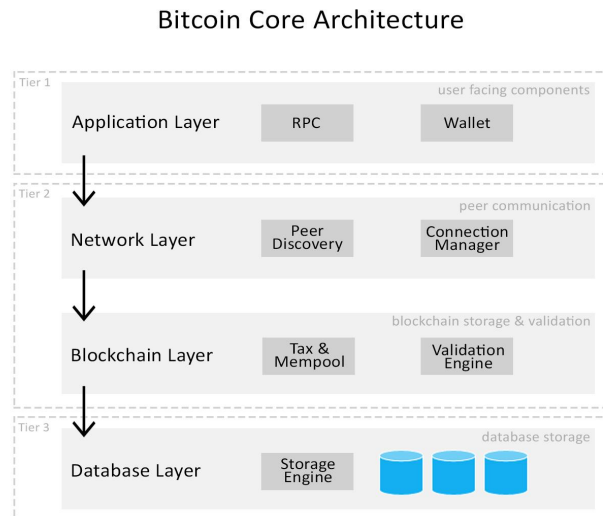 Bitcoin Core Architecture
Tier 1
user facing components
Application Layer
RPC
Wallet
Tier 2
peer communication
Network Layer
Peer
Discovery
Connection
Manager
blockchain storage & validation
Blockchain Layer
Tax &
Mempool
Validation
Engine
Tier 3
database storage
Database Layer
Storage
Engine